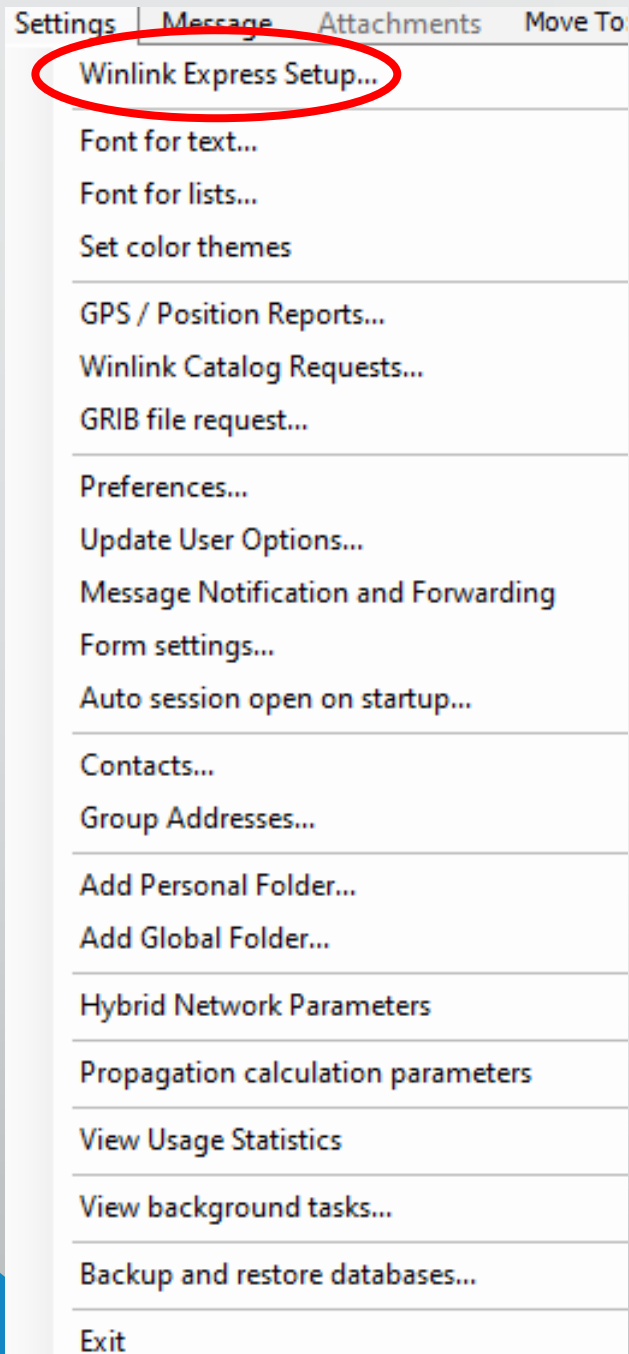 Settings Message Attachments Move To:
Winlink Express Setup...
Font for text...
Font for lists...
Set color themes
GPS / Position Reports...
Winlink Catalog Requests...
GRIB file request...
Preferences...
Update User Options...
Message Notification and Forwarding
Form settings...
Auto session open on startup...
Contacts...
Group Addresses...
Add Personal Folder...
Add Global Folder...
Hybrid Network Parameters
Propagation calculation parameters
View Usage Statistics
View background tasks...
Backup and restore databases...
Exit